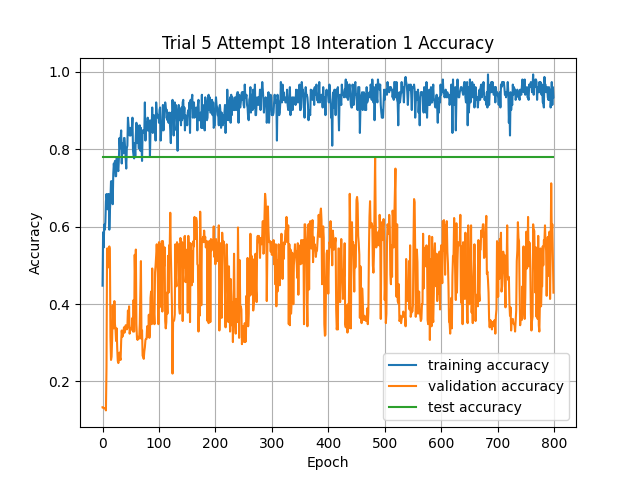 Trial 5 Attempt 18 Interation 1 Accuracy
1.0
0.8
0.6
0.4
0.2
Accuracy
training accuracy
validation accuracy
test accuracy
0 100 200 300 400 500 600 700 800
Epoch